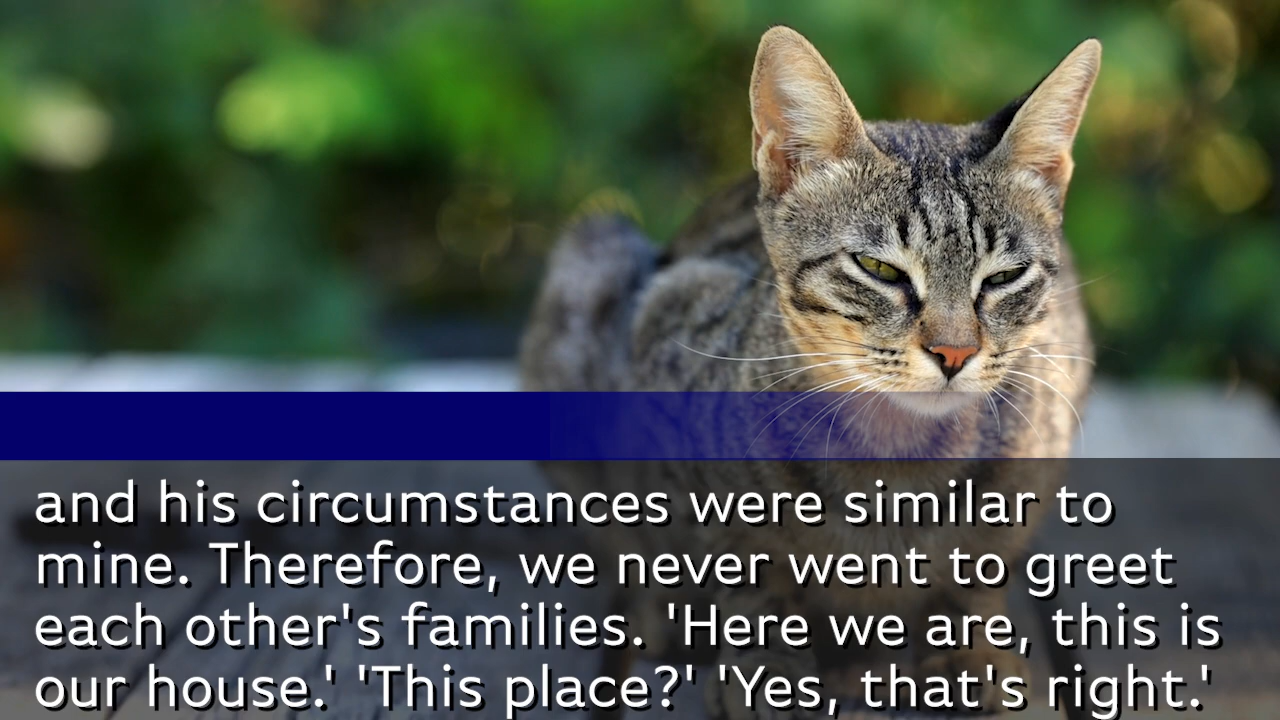 and his circumstances were similar to
mine. Therefore, we never went to greet
each other's families. 'Here we are, this is
our house.' 'This place?' 'Yes, that's right.'